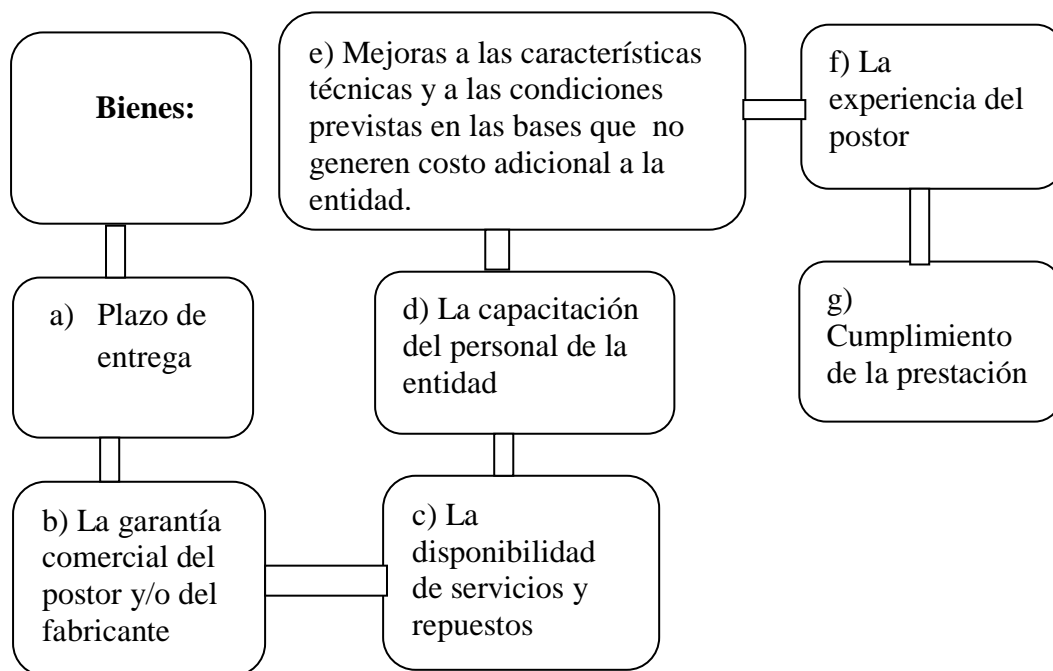 Bienes:
a) Plazo de
entrega
b) La garantía
comercial del
postor y/o del
fabricante
c) La
disponibilidad
de servicios y
repuestos
d) La capacitación
del personal de la
entidad
e) Mejoras a las características
técnicas y a las condiciones
previstas en las bases que no
generen costo adicional a la
entidad.
f) La
experiencia del
postor
g)
Cumplimiento
de la prestación